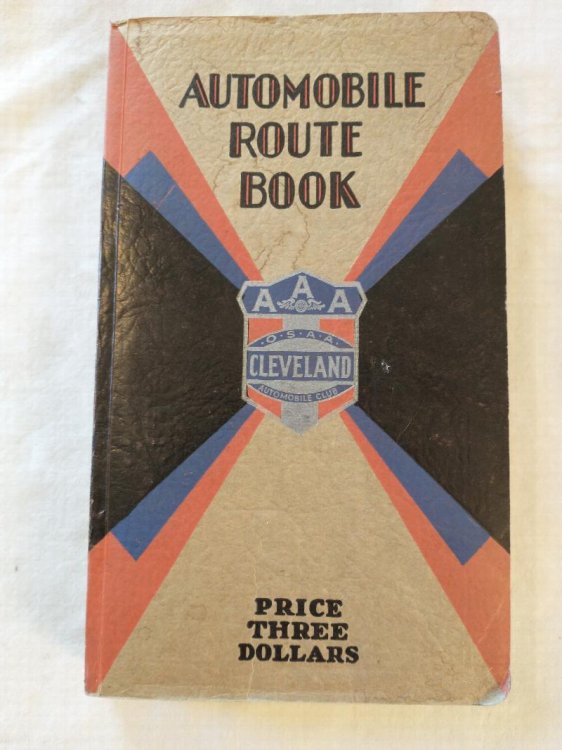 AUTOMOBILE
ROUTE
BOOK
AAA
·O·S·A·A·
CLEVELAND
AUTOMOBILE CLUB
PRICE
THREE
DOLLARS